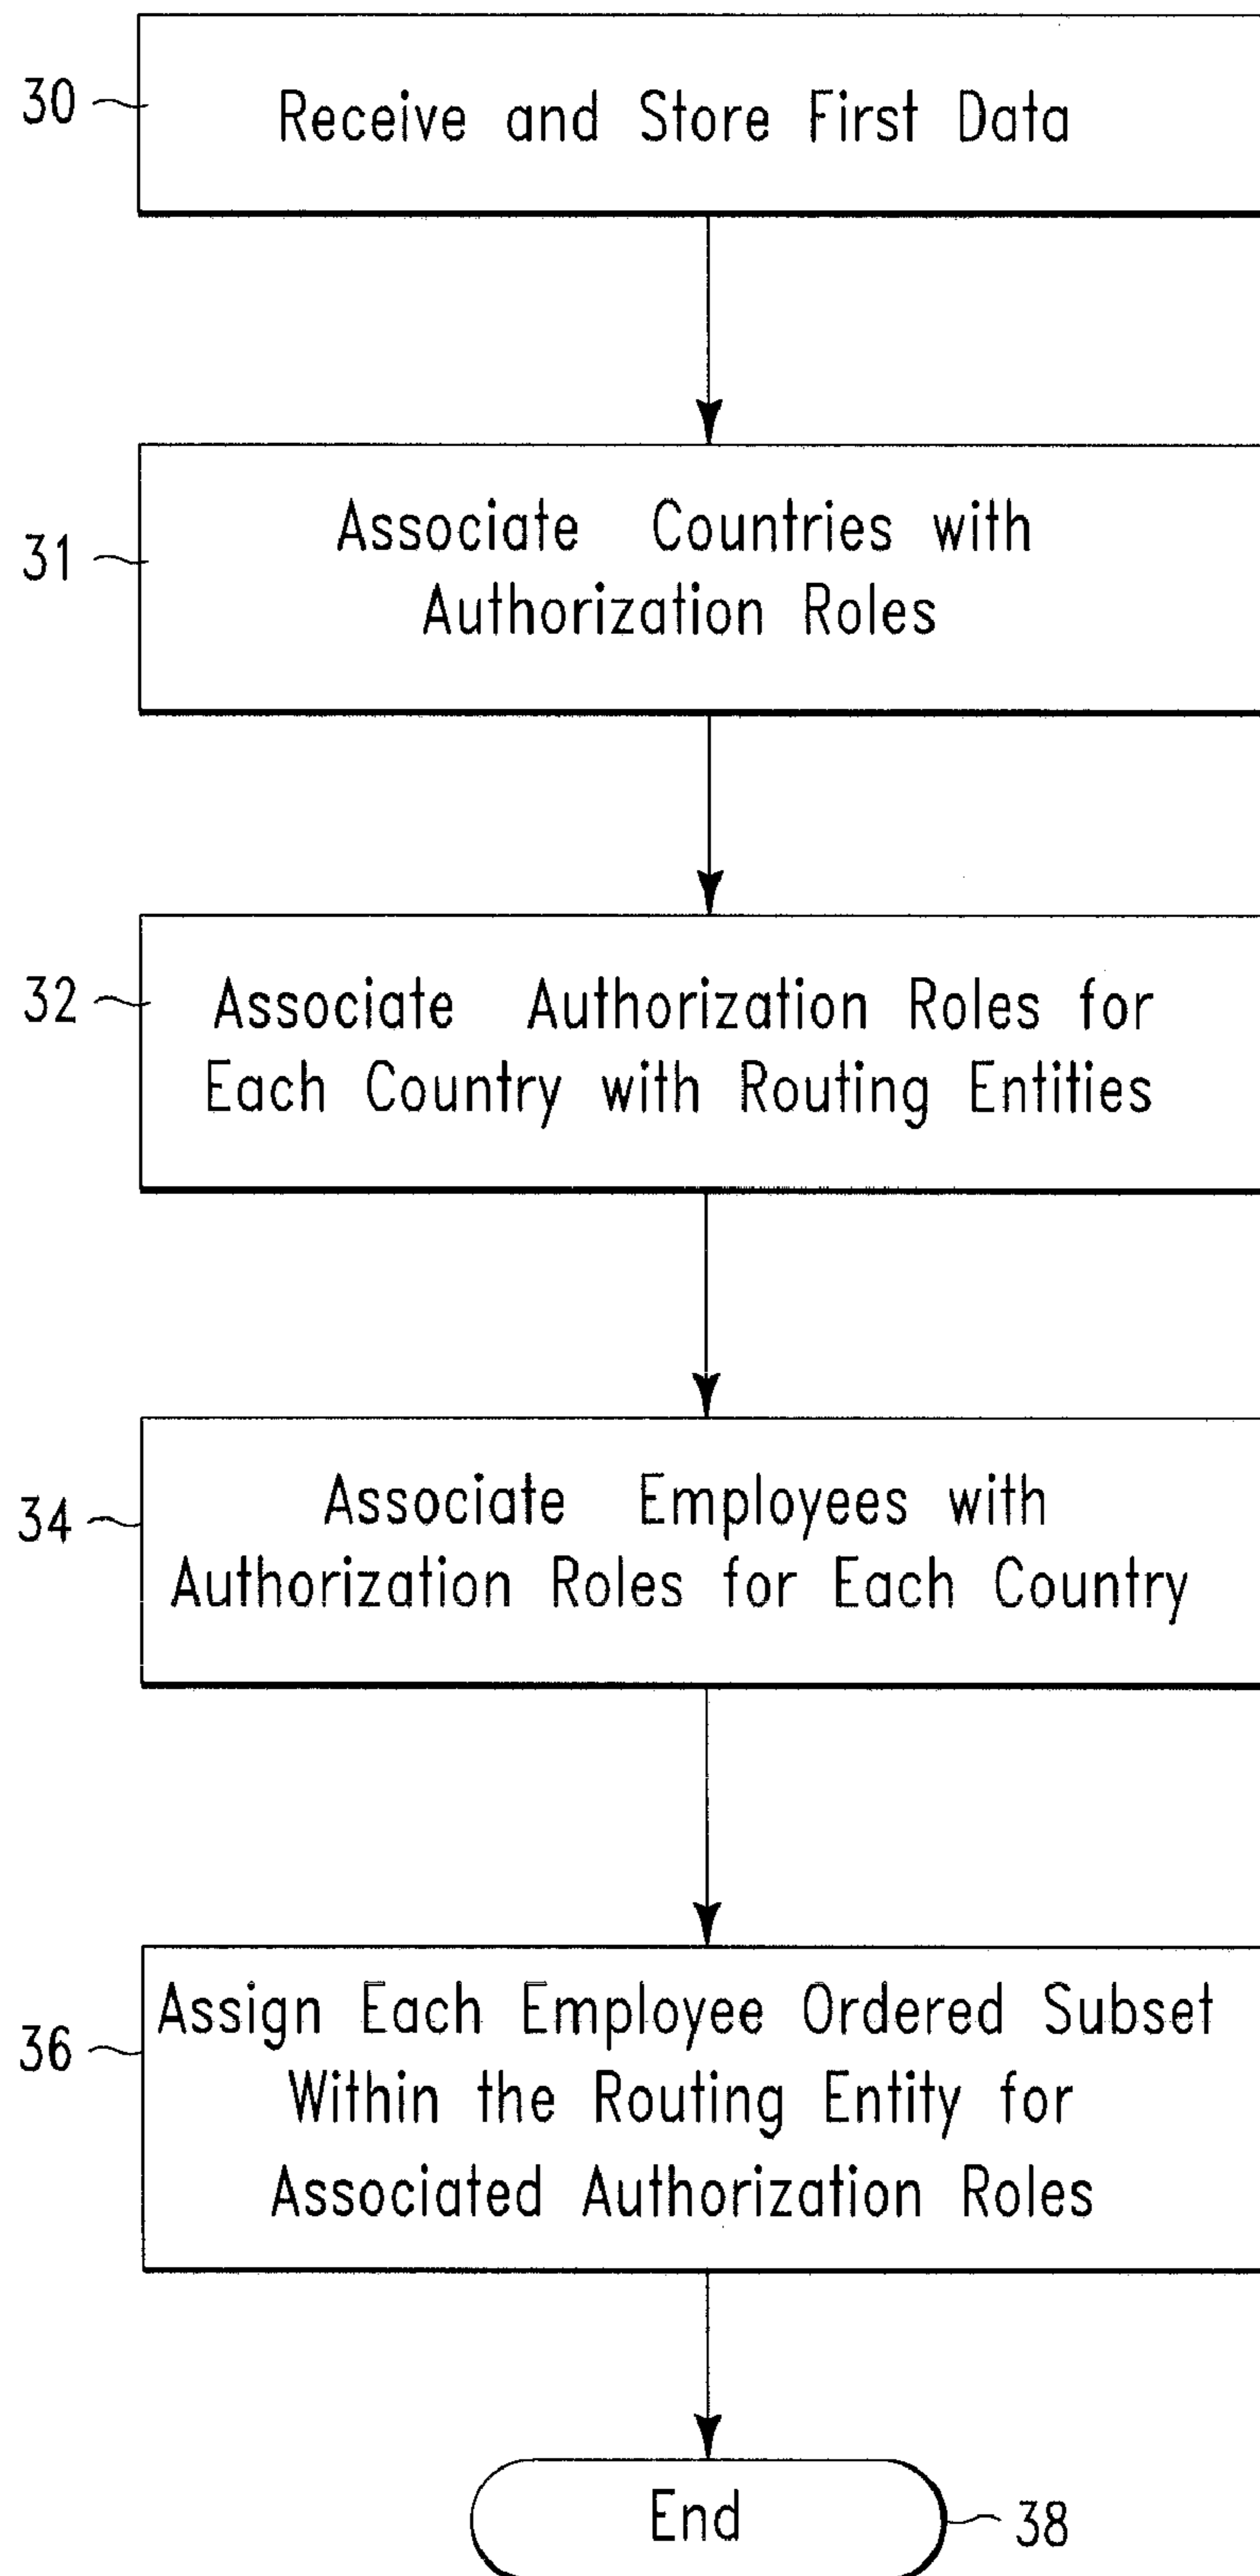 30
Receive and Store First Data
31
Associate Countries with
Authorization Roles
32
Associate Authorization Roles for
Each Country with Routing Entities
34
Associate Employees with
Authorization Roles for Each Country
36
Assign Each Employee Ordered Subset
Within the Routing Entity for
Associated Authorization Roles
End
38